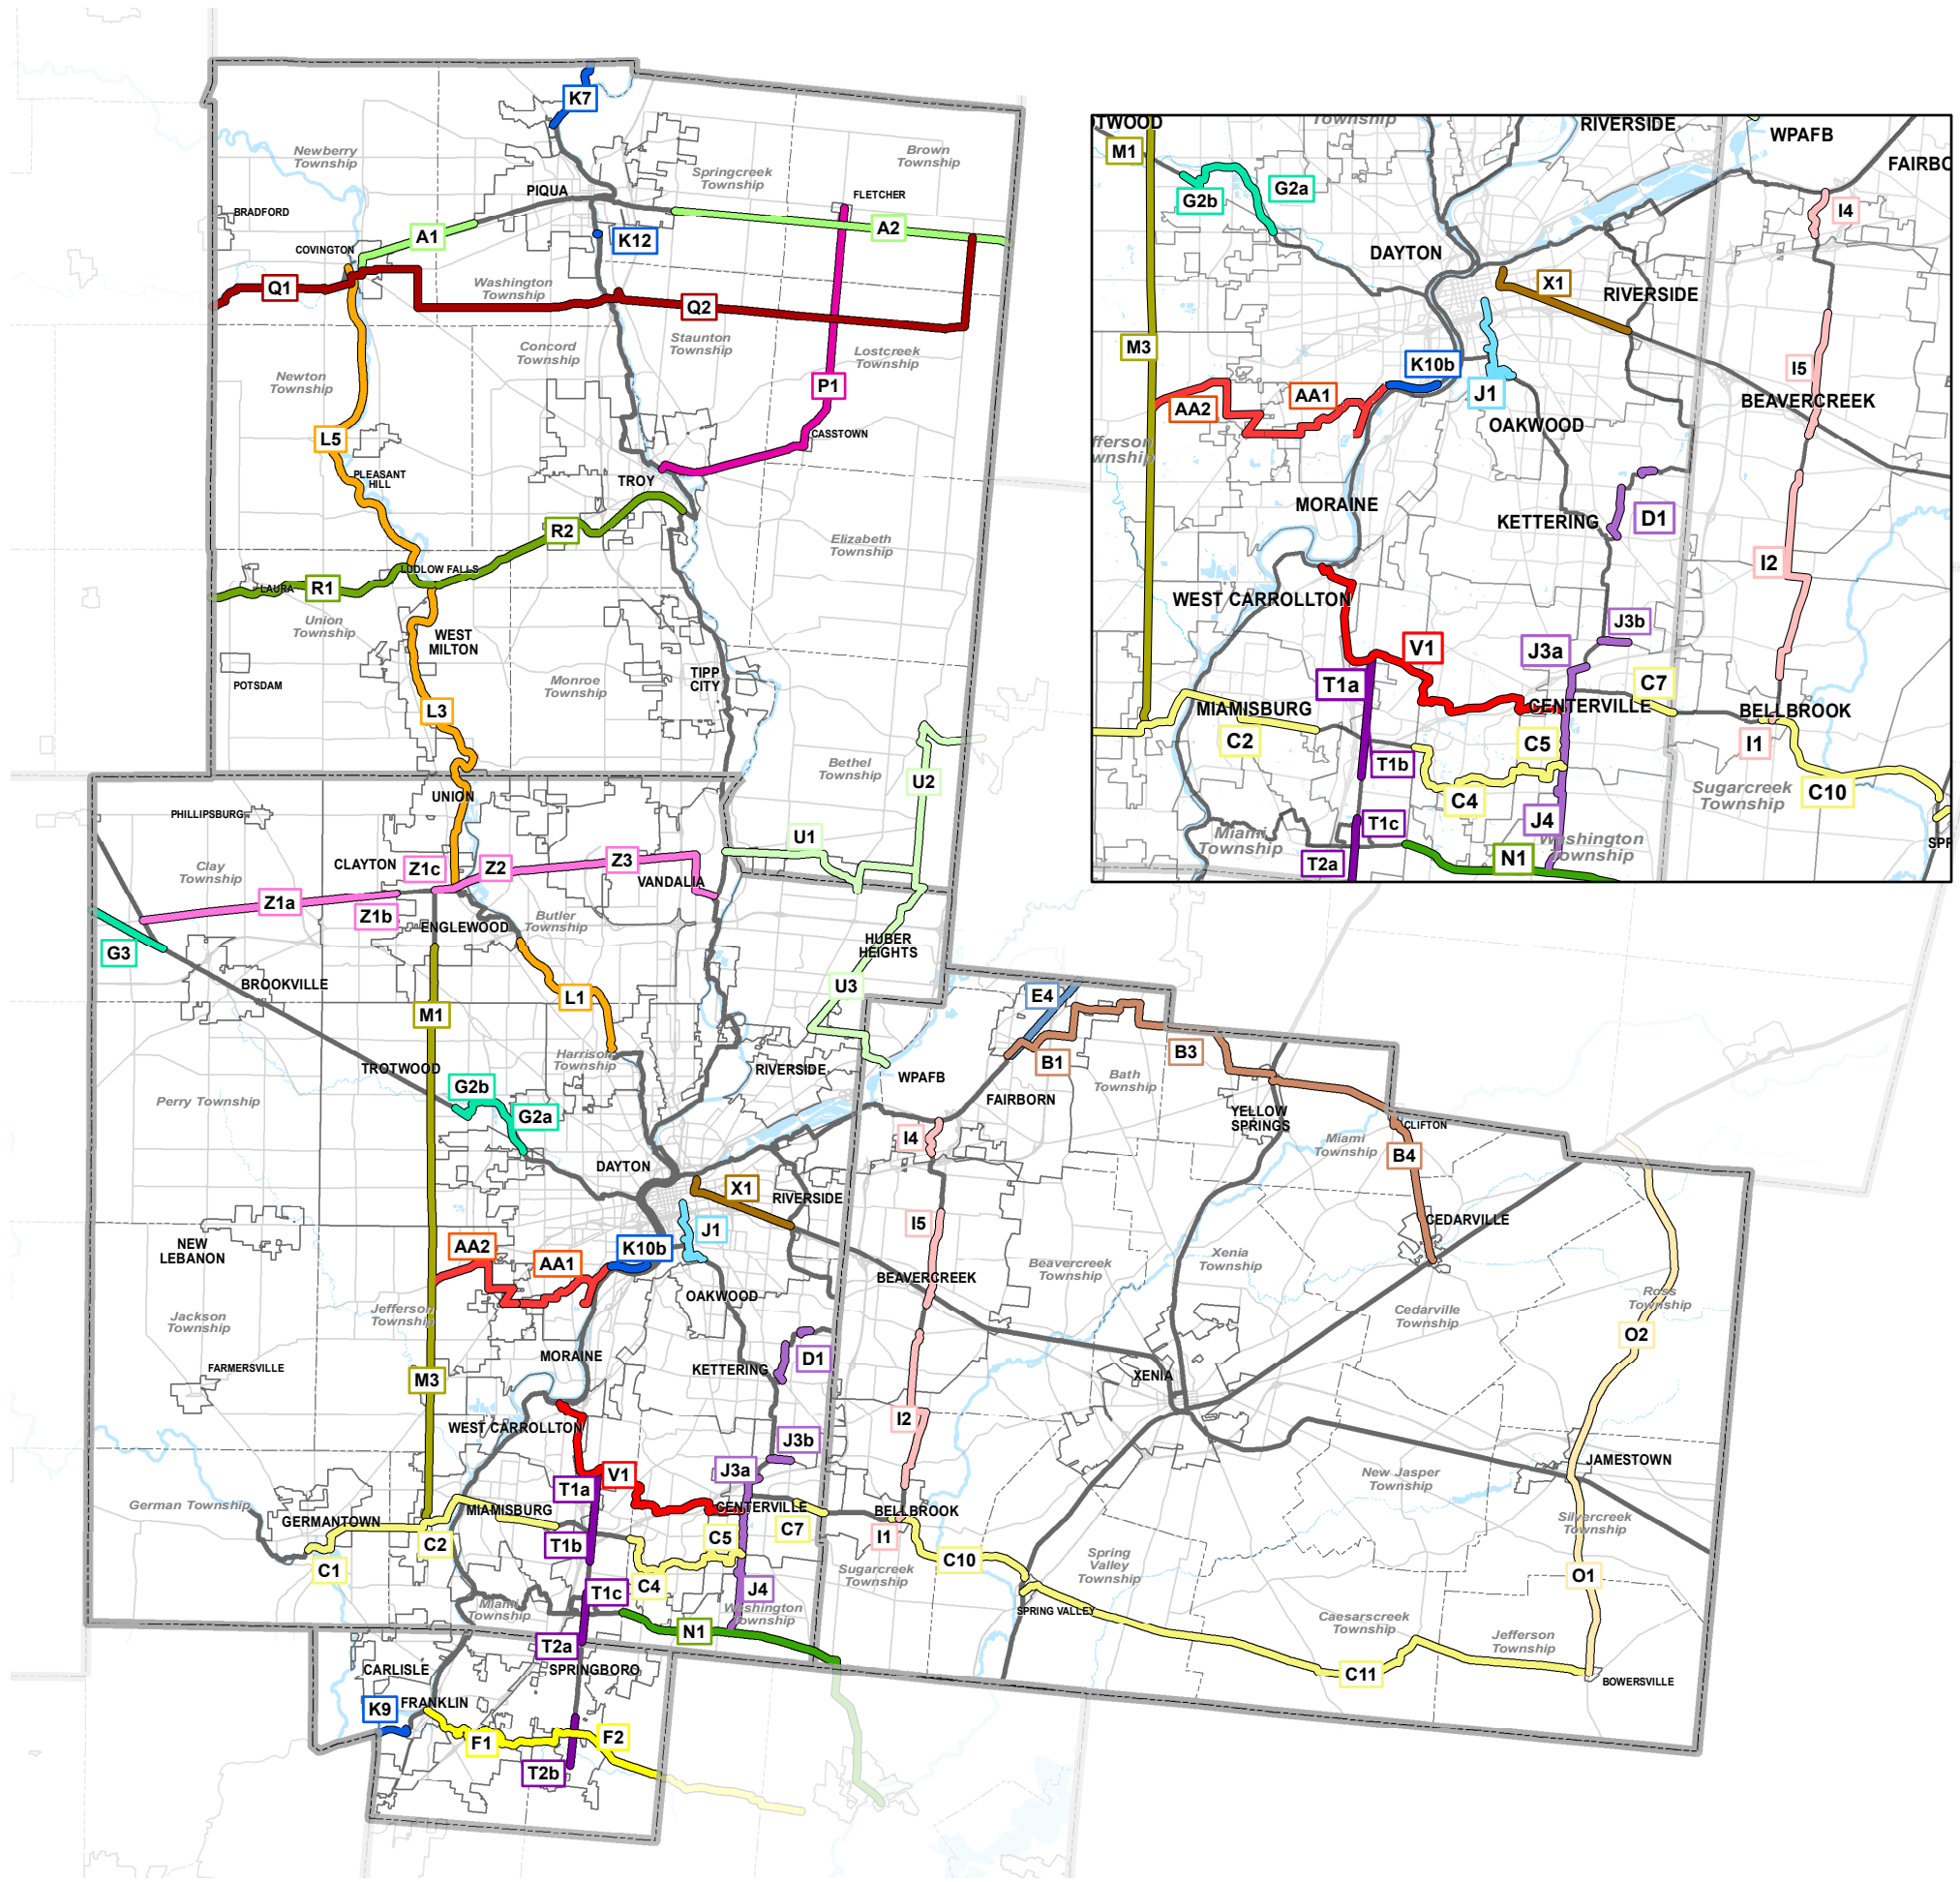 K7
Newberry
Township
Brown
Township
Springcreek
Township
PIQUA
FLETCHER
BRADFORD
A1
A2
K12
COVINGTON
Q1
Washington
Township
Q2
Concord
Township
Staunton
Township
Lostcreek
Township
Newton
Township
P1
L5
CASSTOWN
PLEASANT
HILL
TROY
R2
Elizabeth
Township
LUDLOW FALLS
LAURA
R1
Union
Township
WEST
MILTON
POTSDAM
Monroe
Township
TIPP
CITY
L3
Bethel
Township
U2
UNION
PHILLIPSBURG
U1
CLAYTON
Z1c
Z2
Z3
Clay
Township
VANDALIA
Z1a
Z1b
ENGLEWOOD
Butler
Township
HUBER
HEIGHTS
G3
BROOKVILLE
U3
L1
M1
E4
Harrison
Township
TROTWOOD
RIVERSIDE
WPAFB
B1
B3
Bath
Township
G2b
G2a
Perry Township
FAIRBORN
YELLOW
SPRINGS
CLIFTON
I4
Miami
Township
B4
DAYTON
X1
RIVERSIDE
NEW
LEBANON
AA2
AA1
K10b
J1
I5
CEDARVILLE
Xenia
Township
Beavercreek
Township
BEAVERCREEK
OAKWOOD
Jackson
Township
Jefferson
Township
Cedarville
Township
Ross
Township
O2
MORAINE
FARMERSVILLE
M3
KETTERING
D1
XENIA
WEST CARROLLTON
I2
J3b
V1
J3a
T1a
JAMESTOWN
New Jasper
Township
German Township
GERMANTOWN
MIAMISBURG
CENTERVILLE
BELLBROOK
Silvercreek
Township
C2
T1b
C5
C7
I1
C1
C10
Sugarcreek
Township
Spring
Valley
Township
O1
T1c
C4
J4
Miami
Township
Washington
Township
SPRING VALLEY
Caesarscreek
Township
Jefferson
Township
N1
T2a
CARLISLE
SPRINGBORO
C11
BOWERSVILLE
K9
FRANKLIN
F1
F2
T2b
TWOOD
Township
RIVERSIDE
WPAFB
M1
FAIRBO
G2b
G2a
I4
DAYTON
X1
RIVERSIDE
M3
K10b
I5
AA2
AA1
J1
BEAVERCREEK
OAKWOOD
fferson
wnship
MORAINE
KETTERING
D1
I2
WEST CARROLLTON
J3b
V1
J3a
T1a
C7
MIAMISBURG
CENTERVILLE
BELLBROOK
C2
C5
I1
T1b
C4
Sugarcreek
Township
C10
T1c
J4
Miami
Township
Washington
Township
SPR
T2a
N1